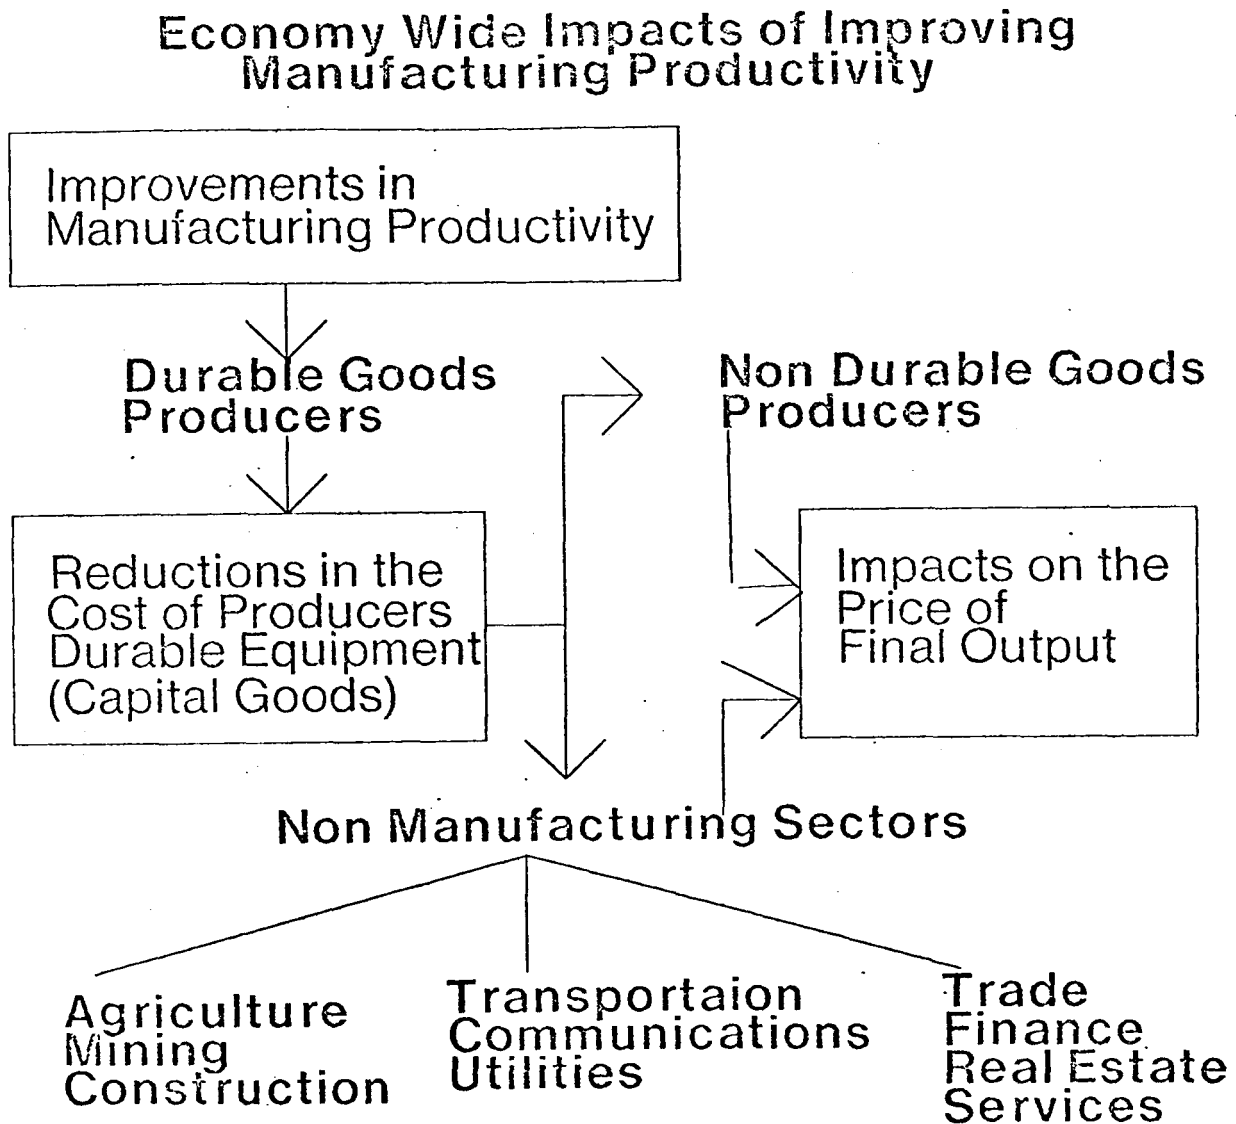 Economy Wide Impacts of Improving
Manufacturing Productivity
Improvements in
Manufacturing Productivity
Durable Goods
Producers
Non Durable Goods
Producers
Reductions in the
Cost of Producers
Durable Equipment
(Capital Goods)
Impacts on the
Price of
Final Output
Non Manufacturing Sectors
Agriculture
Mining
Construction
Transportaion
Communications
Utilities
Trade
Finance
Real Estate
Services